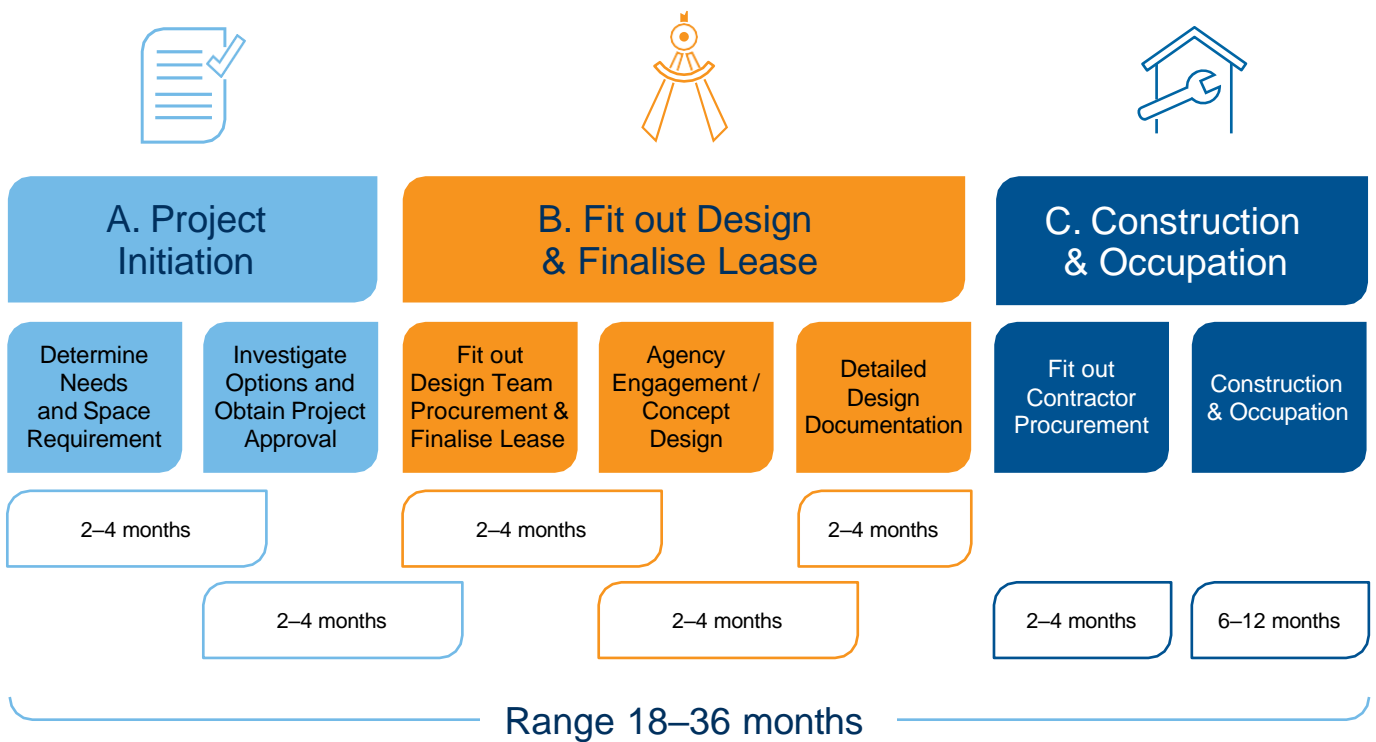 A. Project
Initiation
B. Fit out Design
& Finalise Lease
C. Construction
& Occupation
Determine
Needs
and Space
Requirement
Investigate
Options and
Obtain Project
Approval
Fit out
Design Team
Procurement &
Finalise Lease
Agency
Engagement /
Concept
Design
Detailed
Design
Documentation
Fit out
Contractor
Procurement
Construction
& Occupation
2–4 months
2–4 months
2–4 months
2–4 months
2–4 months
2–4 months
6–12 months
Range 18–36 months